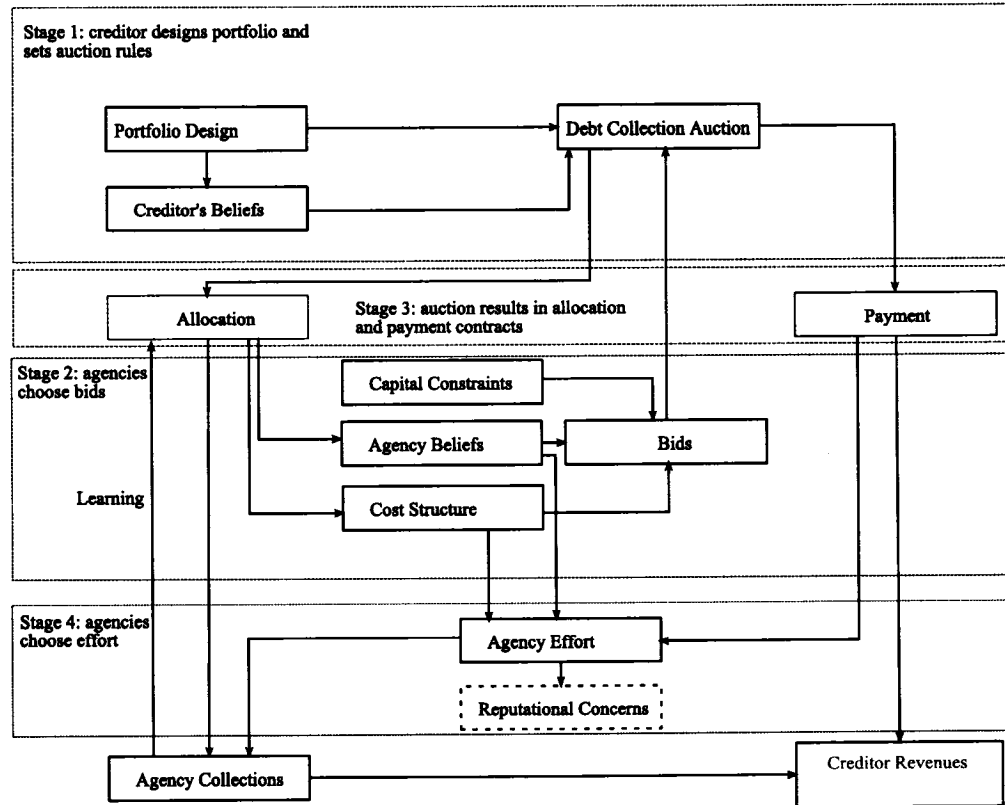 Stage 1: creditor designs portfolio and
sets auction rules
Portfolio Design
Debt Collection Auction
Creditor's Beliefs
Allocation
Stage 3: auction results in allocation
and payment contracts
Payment
Stage 2: agencies
choose bids
Capital Constraints
Agency Beliefs
Bids
Learning
Cost Structure
Stage 4: agencies
choose effort
Agency Effort
Reputational Concerns
Agency Collections
Creditor Revenues